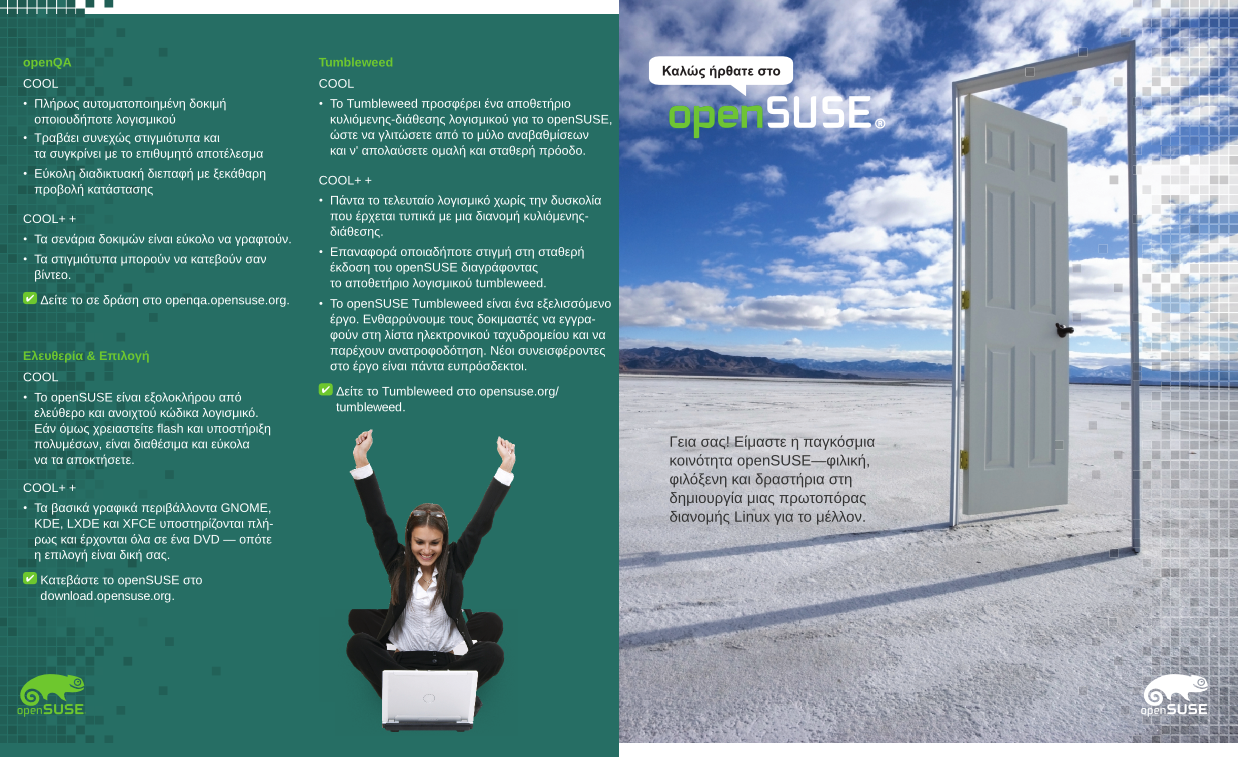 openQA
COOL
• Πλήρως αυτοματοποιημένη δοκιμή
οποιουδήποτε λογισμικού
• Τραβάει συνεχώς στιγμιότυπα και
τα συγκρίνει με το επιθυμητό αποτέλεσμα
• Εύκολη διαδικτυακή διεπαφή με ξεκάθαρη
προβολή κατάστασης
COOL+ +
• Τα σενάρια δοκιμών είναι εύκολο να γραφτούν.
• Τα στιγμιότυπα μπορούν να κατεβούν σαν
βίντεο.
✔ Δείτε το σε δράση στο openqa.opensuse.org.
Ελευθερία & Επιλογή
COOL
• Το openSUSE είναι εξολοκλήρου από
ελεύθερο και ανοιχτού κώδικα λογισμικό.
Εάν όμως χρειαστείτε flash και υποστήριξη
πολυμέσων, είναι διαθέσιμα και εύκολα
να τα αποκτήσετε.
COOL+ +
• Τα βασικά γραφικά περιβάλλοντα GNOME,
KDE, LXDE και XFCE υποστηρίζονται πλή-
ρως και έρχονται όλα σε ένα DVD — οπότε
η επιλογή είναι δική σας.
✔ Κατεβάστε το openSUSE στο
download.opensuse.org.
openSUSE
Tumbleweed
COOL
• Το Tumbleweed προσφέρει ένα αποθετήριο
κυλιόμενης-διάθεσης λογισμικού για το openSUSE,
ώστε να γλιτώσετε από το μύλο αναβαθμίσεων
και ν' απολαύσετε ομαλή και σταθερή πρόοδο.
COOL+ +
• Πάντα το τελευταίο λογισμικό χωρίς την δυσκολία
που έρχεται τυπικά με μια διανομή κυλιόμενης-
διάθεσης.
• Επαναφορά οποιαδήποτε στιγμή στη σταθερή
έκδοση του openSUSE διαγράφοντας
το αποθετήριο λογισμικού tumbleweed.
• Το openSUSE Tumbleweed είναι ένα εξελισσόμενο
έργο. Ενθαρρύνουμε τους δοκιμαστές να εγγρα-
φούν στη λίστα ηλεκτρονικού ταχυδρομείου και να
παρέχουν ανατροφοδότηση. Νέοι συνεισφέροντες
στο έργο είναι πάντα ευπρόσδεκτοι.
✔ Δείτε το Tumbleweed στο opensuse.org/
tumbleweed.
Καλώς ήρθατε στο
openSUSE®
Γεια σας! Είμαστε η παγκόσμια
κοινότητα openSUSE—φιλική,
φιλόξενη και δραστήρια στη
δημιουργία μιας πρωτοπόρας
διανομής Linux για το μέλλον.
openSUSE